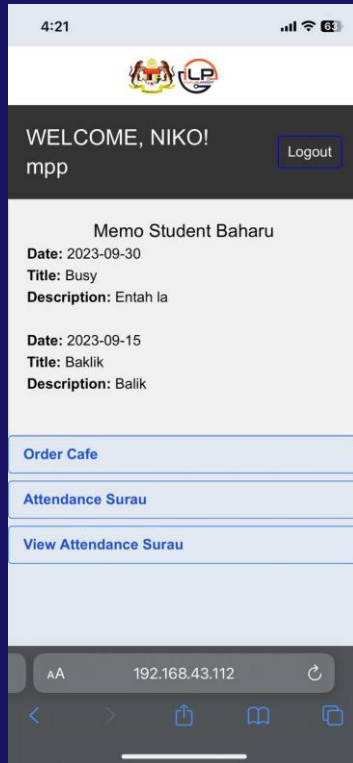 4:21
63
iLP
WELCOME, NIKO!
mpp
Logout
Memo Student Baharu
Date: 2023-09-30
Title: Busy
Description: Entah la
Date: 2023-09-15
Title: Baklik
Description: Balik
Order Cafe
Attendance Surau
View Attendance Surau
AA
192.168.43.112